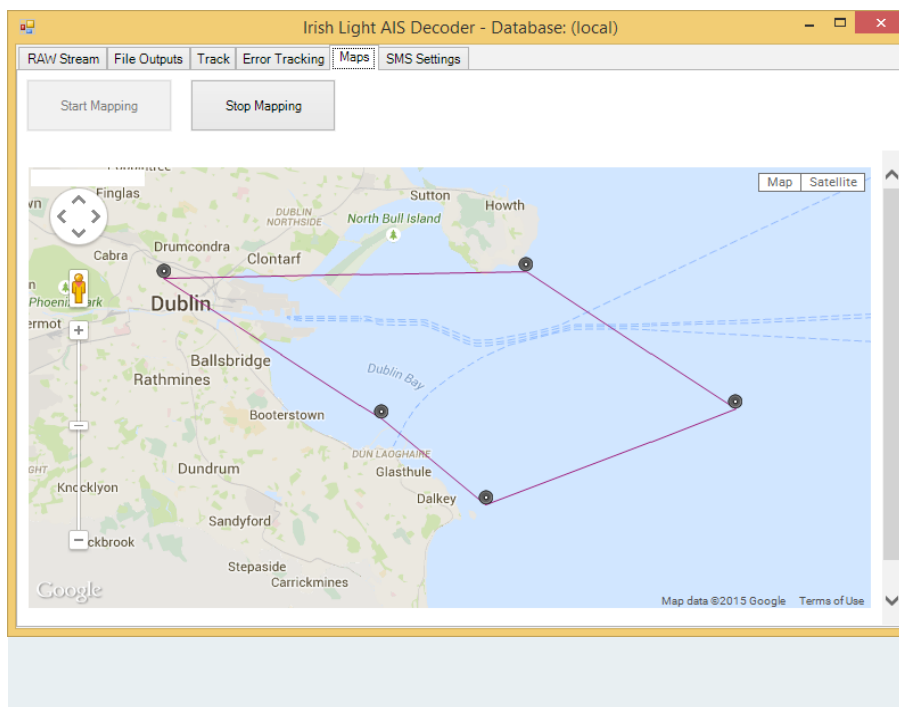 Irish Light AIS Decoder - Database: (local)
RAW Stream File Outputs Track Error Tracking Maps SMS Settings
Start Mapping Stop Mapping
Map Satellite
Finglas
Sutton
Howth
DUBLIN
NORTHSIDE
North Bull Island
Drumcondra
Cabra
Clontarf
Dublin
Ballsbridge
Rathmines
Dublin Bay
Booterstown
DUN LAOGHAIRE
Glasthule
Dundrum
Dalkey
Sandyford
Stepaside
Carrickmines
Google
Map data ©2015 Google Terms of Use